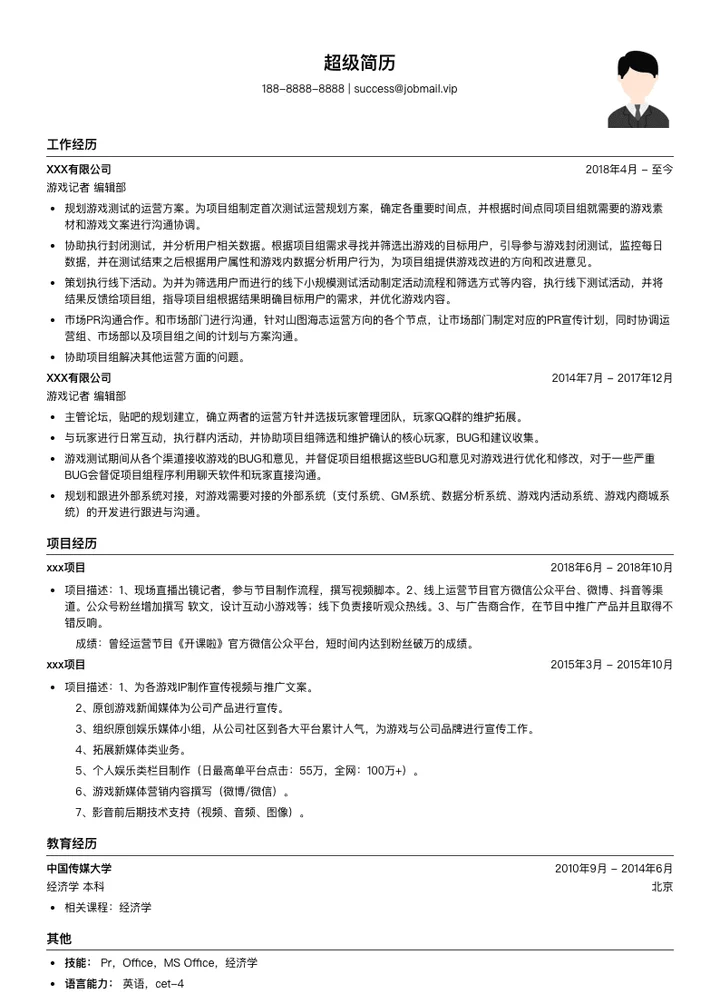 超级简历
188-8888-8888 | success@jobmail.vip
工作经历
XXX有限公司 2018年4月 – 至今
游戏记者 编辑部
• 规划游戏测试的运营方案。为项目组制定首次测试运营规划方案，确定各重要时间点，并根据时间点同项目组就需要的游戏素
材和游戏文案进行沟通协调。
• 协助执行封闭测试，并分析用户相关数据。根据项目组需求寻找并筛选出游戏的目标用户，引导参与游戏封闭测试，监控每日
数据，并在测试结束之后根据用户属性和游戏内数据分析用户行为，为项目组提供游戏改进的方向和改进意见。
• 策划执行线下活动。为并为筛选用户而进行的线下小规模测试活动制定活动流程和筛选方式等内容，执行线下测试活动，并将
结果反馈给项目组，指导项目组根据结果明确目标用户的需求，并优化游戏内容。
• 市场PR沟通合作。和市场部门进行沟通，针对山图海志运营方向的各个节点，让市场部门制定对应的PR宣传计划，同时协调运
营组、市场部以及项目组之间的计划与方案沟通。
• 协助项目组解决其他运营方面的问题。
XXX有限公司 2014年7月 – 2017年12月
游戏记者 编辑部
• 主管论坛，贴吧的规划建立，确立两者的运营方针并选拔玩家管理团队，玩家QQ群的维护拓展。
• 与玩家进行日常互动，执行群内活动，并协助项目组筛选和维护确认的核心玩家，BUG和建议收集。
• 游戏测试期间从各个渠道接收游戏的BUG和意见，并督促项目组根据这些BUG和意见对游戏进行优化和修改，对于一些严重
BUG会督促项目组程序利用聊天软件和玩家直接沟通。
• 规划和跟进外部系统对接，对游戏需要对接的外部系统（支付系统、GM系统、数据分析系统、游戏内活动系统、游戏内商城系
统）的开发进行跟进与沟通。
项目经历
xxx项目 2018年6月 – 2018年10月
• 项目描述：1、现场直播出镜记者，参与节目制作流程，撰写视频脚本。2、线上运营节目官方微信公众平台、微博、抖音等渠
道。公众号粉丝增加撰写 软文，设计互动小游戏等；线下负责接听观众热线。3、与广告商合作，在节目中推广产品并且取得不
错反响。
成绩：曾经运营节目《开课啦》官方微信公众平台，短时间内达到粉丝破万的成绩。
xxx项目 2015年3月 – 2015年10月
• 项目描述：1、为各游戏IP制作宣传视频与推广文案。
2、原创游戏新闻媒体为公司产品进行宣传。
3、组织原创娱乐媒体小组，从公司社区到各大平台累计人气，为游戏与公司品牌进行宣传工作。
4、拓展新媒体类业务。
5、个人娱乐类栏目制作（日最高单平台点击：55万，全网：100万+）。
6、游戏新媒体营销内容撰写（微博/微信）。
7、影音前后期技术支持（视频、音频、图像）。
教育经历
中国传媒大学 2010年9月 – 2014年6月
经济学 本科 北京
• 相关课程：经济学
其他
• 技能： Pr，Office，MS Office，经济学
• 语言能力： 英语，cet-4